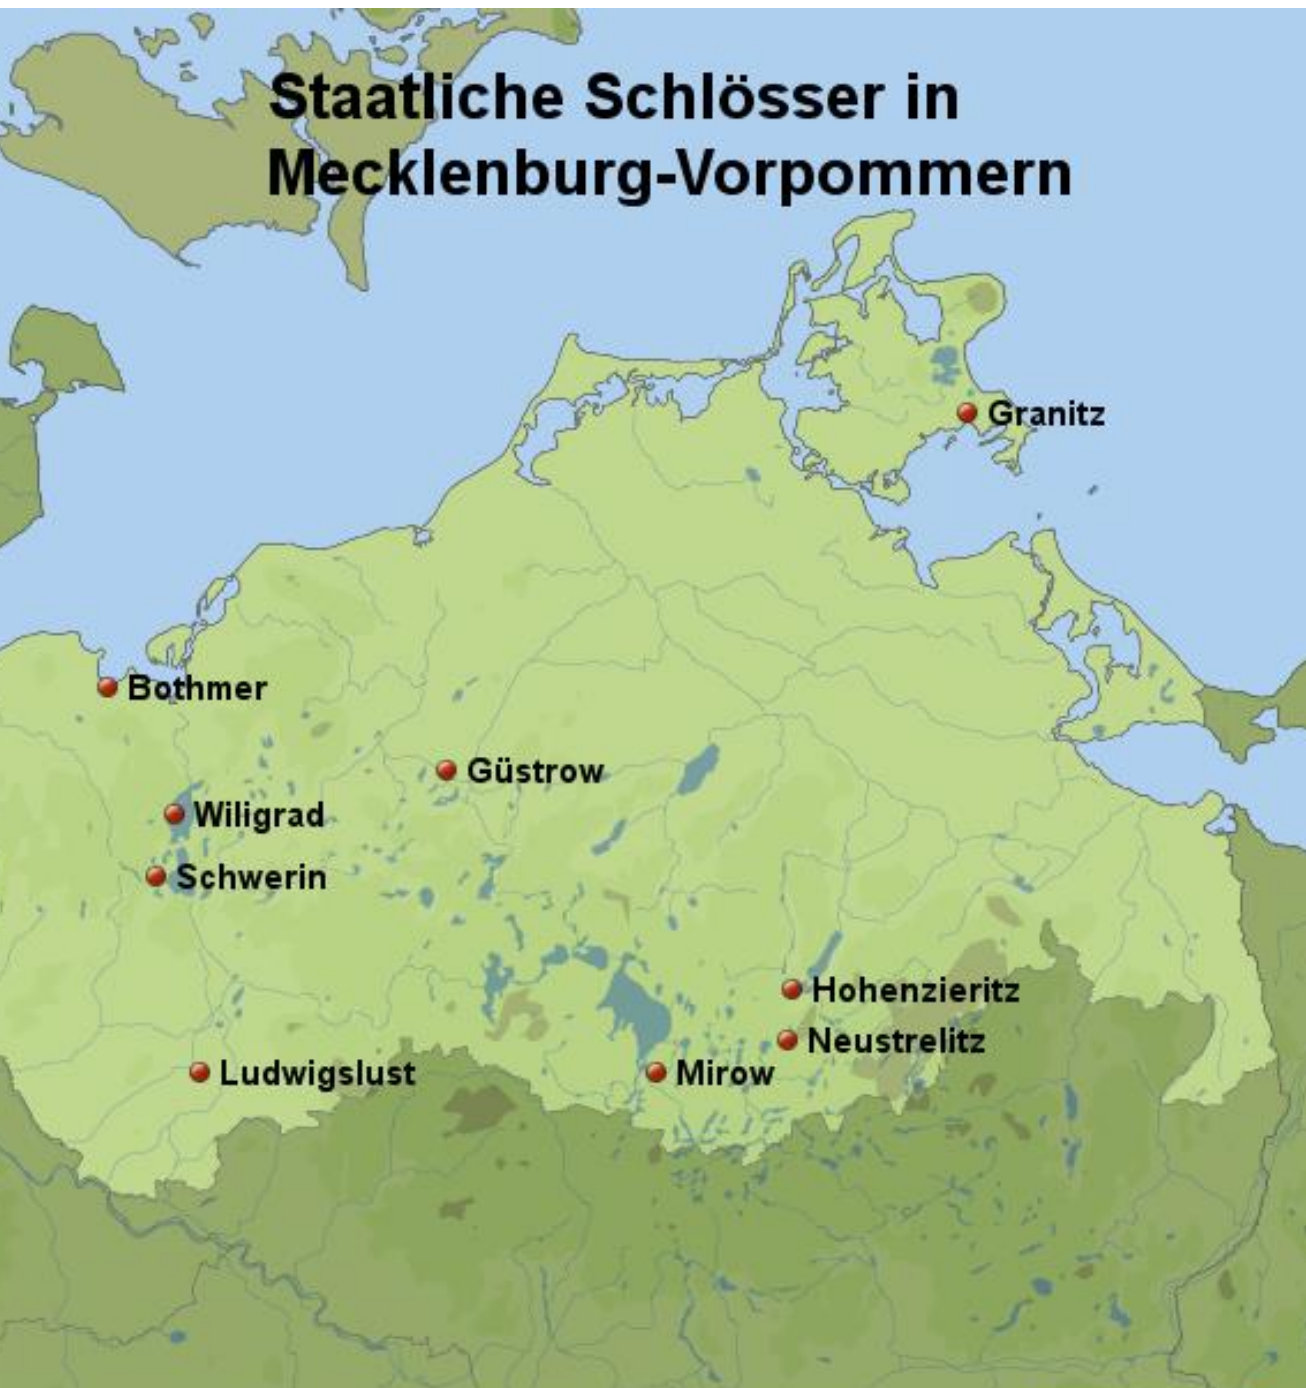 Staatliche Schlösser in
Mecklenburg-Vorpommern
Granitz
Bothmer
Güstrow
Wiligrad
Schwerin
Hohenzieritz
Neustrelitz
Ludwigslust
Mirow